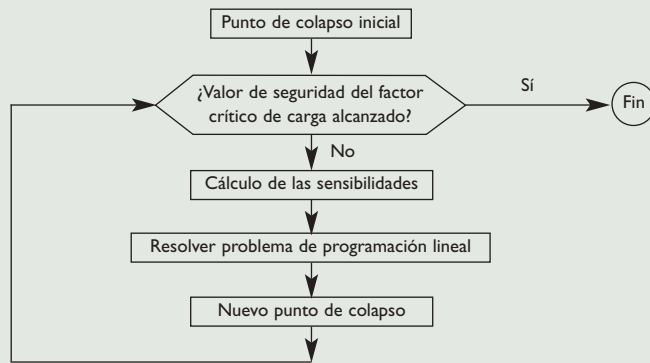 Punto de colapso inicial
¿Valor de seguridad del factor
crítico de carga alcanzado?
Sí
Fin
No
Cálculo de las sensibilidades
Resolver problema de programación lineal
Nuevo punto de colapso